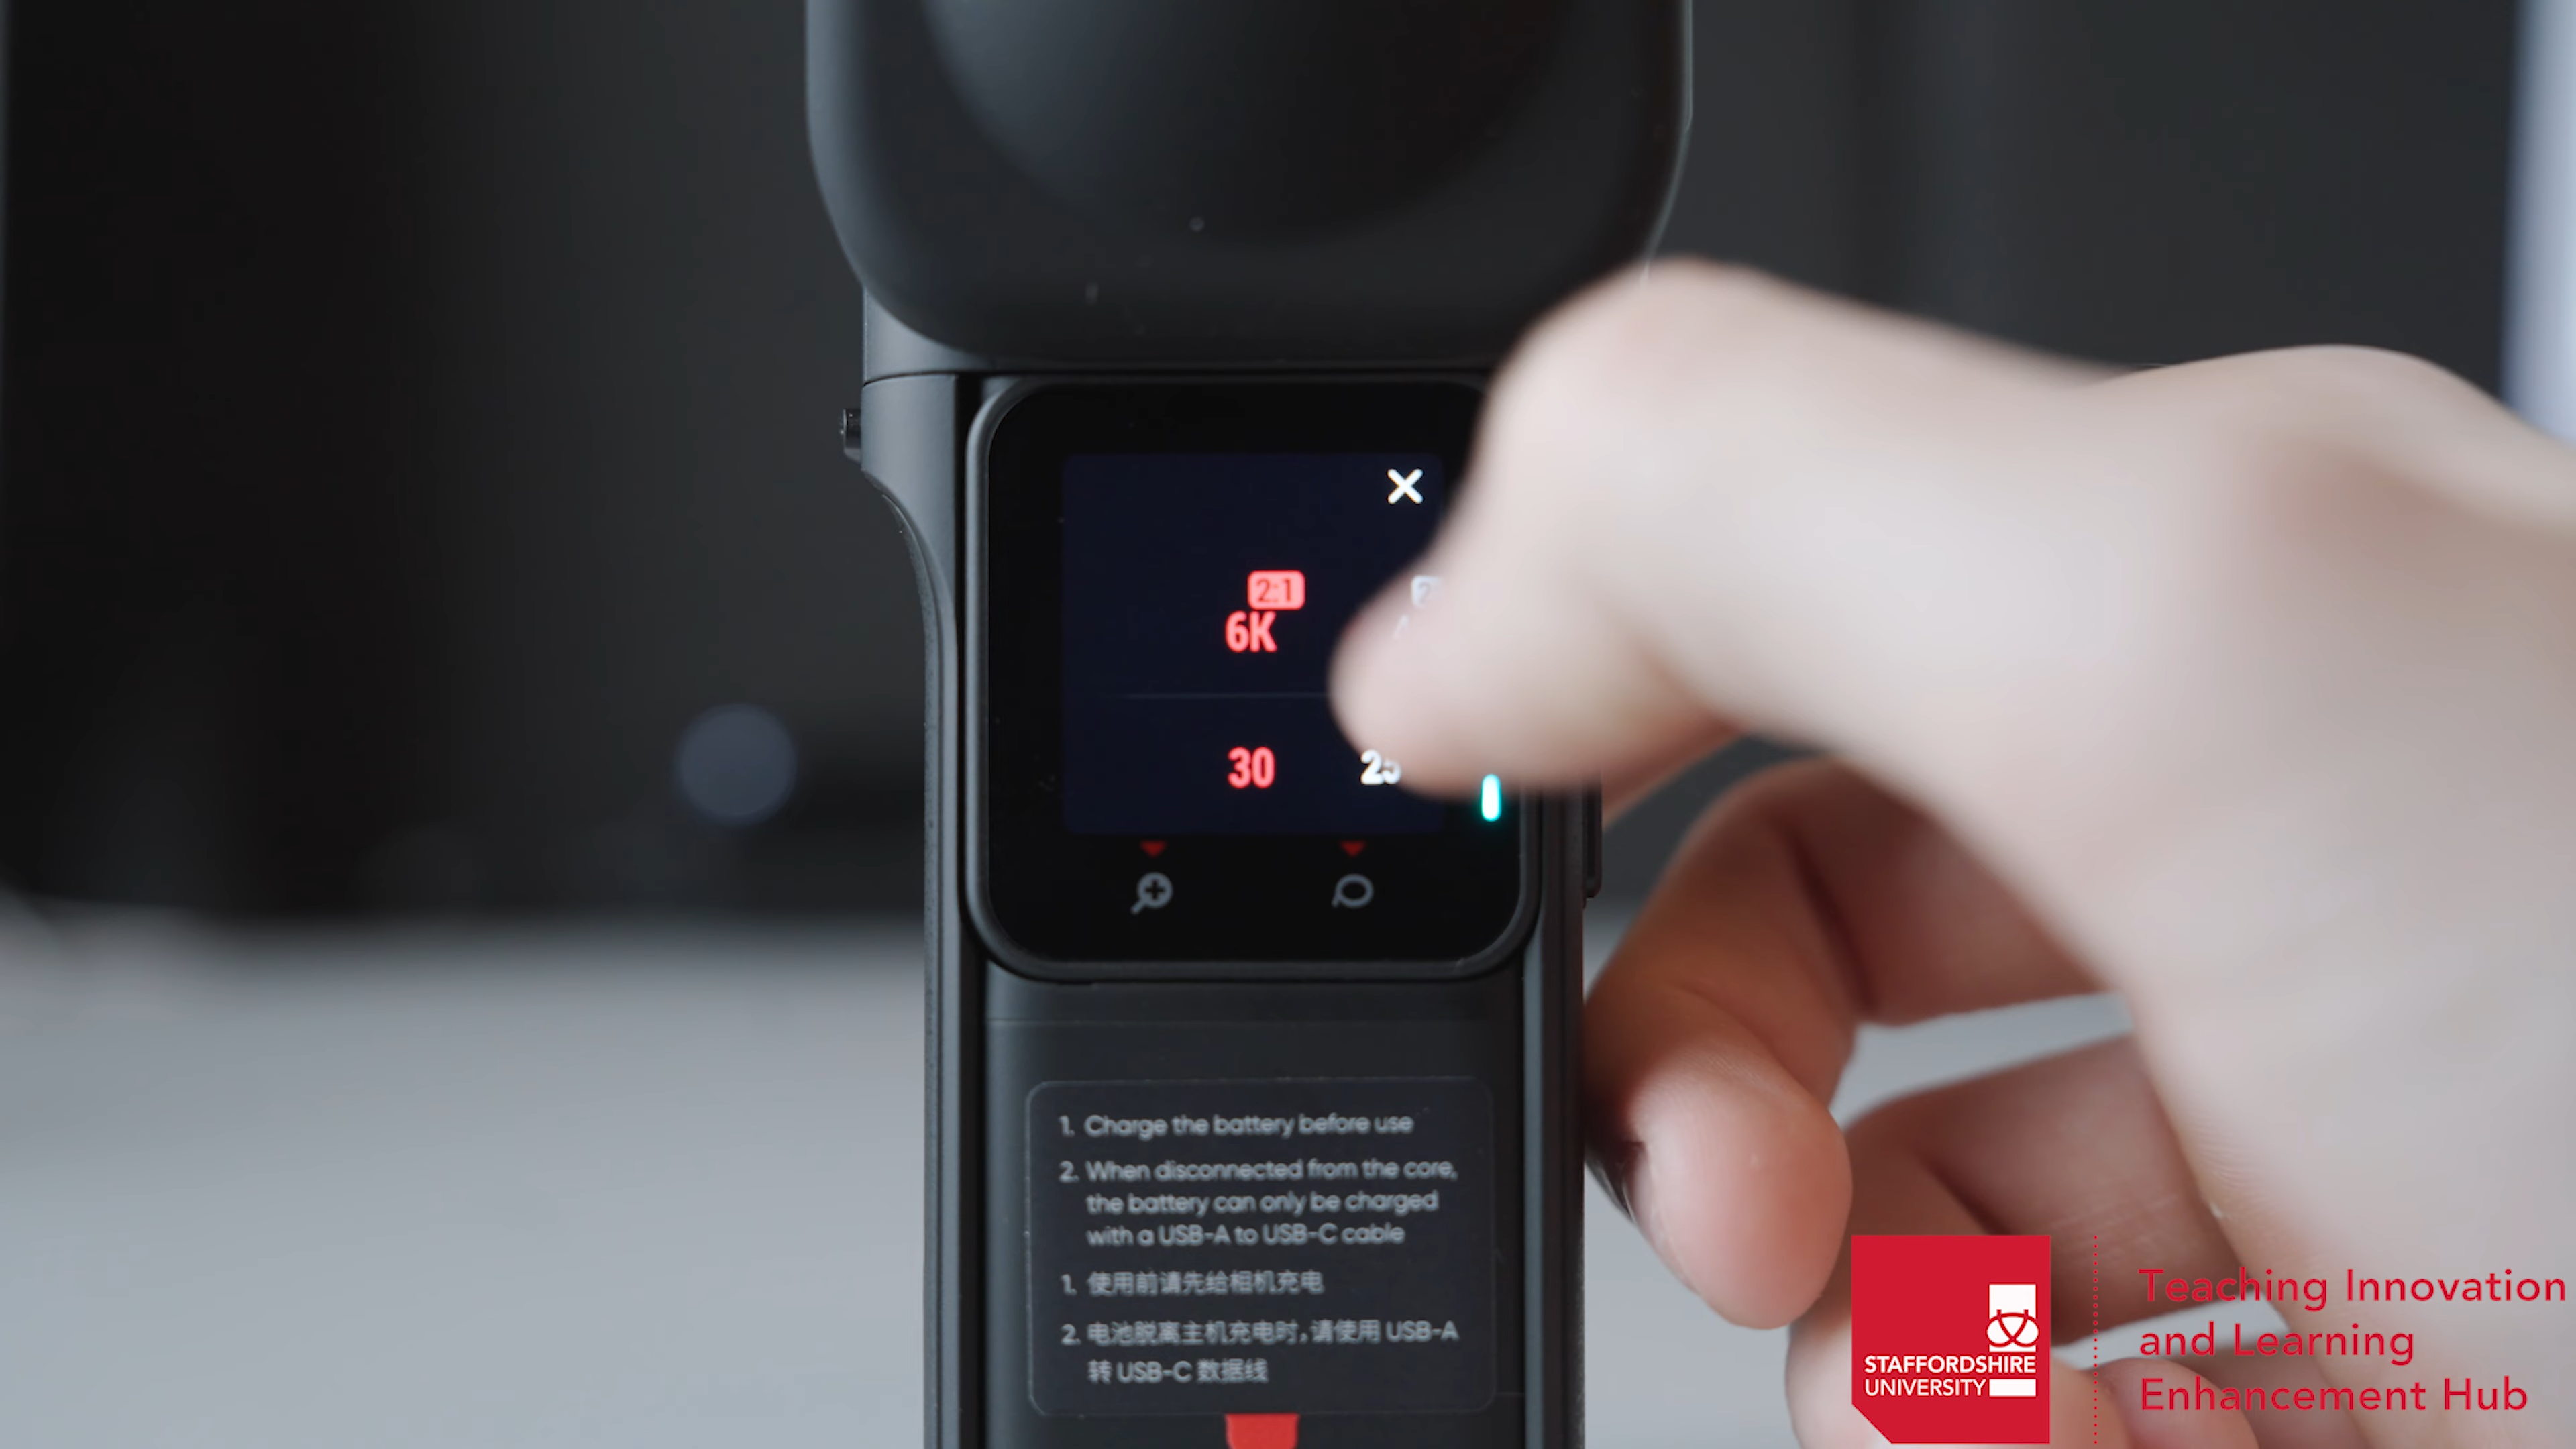 2:1
6K
30
1. Charge the battery before use
2. When disconnected from the core,
the battery can only be charged
with a USB-A to USB-C cable
1. 使用前请先给相机充电
2. 电池脱离主机充电时，请使用 USB-A
转 USB-C 数据线
STAFFORDSHIRE
UNIVERSITY
Teaching Innovation
and Learning
Enhancement Hub